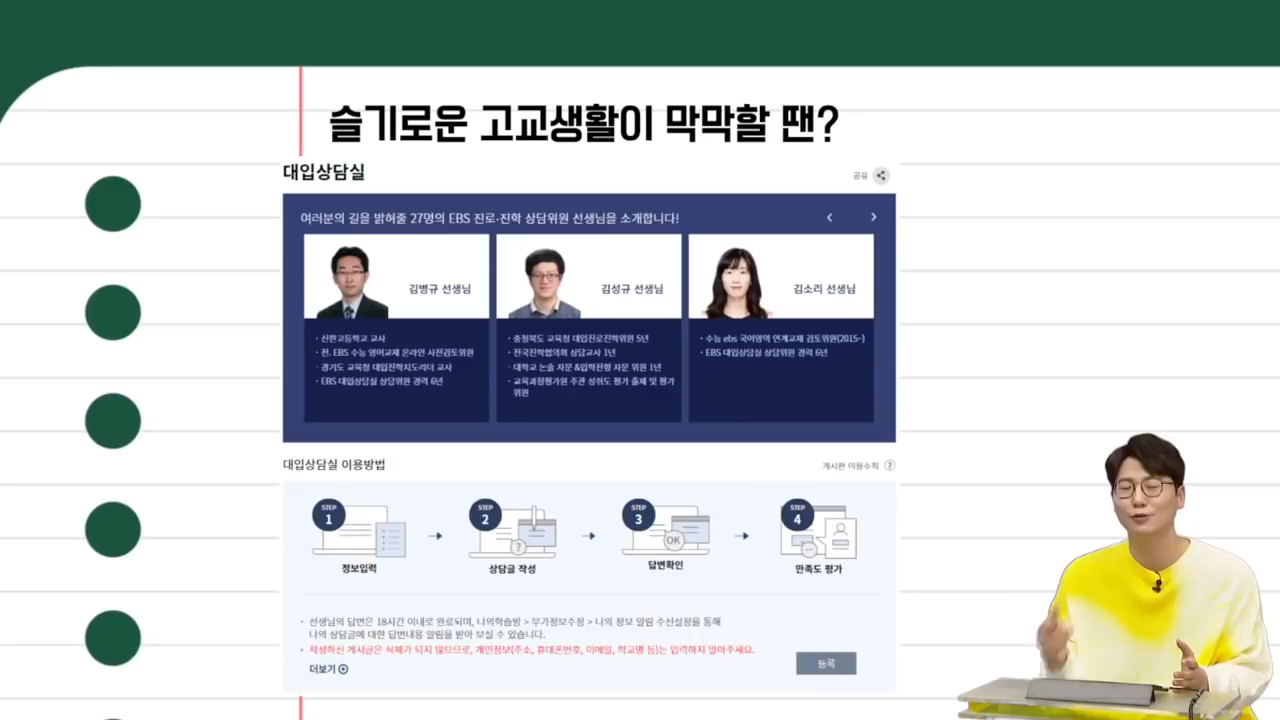 슬기로운 고교생활이 막막할 땐?
대입상담실
공유
여러분의 길을 밝혀줄 27명의 EBS 진로·진학 상담위원 선생님을 소개합니다!
김병규 선생님
· 신한고등학교 교사
· 전. EBS 수능 영어교재 온라인 사전검토위원
· 경기도 교육청 대입진학지도리더 교사
· EBS 대입상담실 상담위원 경력 6년
김성규 선생님
· 충청북도 교육청 대입진로진학위원 5년
· 전국진학협의회 상담교사 1년
· 대학교 논술 자문 &입학전형 자문 위원 1년
· 교육과정평가원 주관 성취도 평가 출제 및 평가
위원
김소리 선생님
· 수능 ebs 국어영역 연계교재 검토위원(2015~)
· EBS 대입상담실 상담위원 경력 6년
대입상담실 이용방법
게시판 이용수칙 ?
STEP
1
정보입력
STEP
2
?
상담글 작성
STEP
3
OK
답변확인
STEP
4
만족도 평가
· 선생님의 답변은 18시간 이내로 완료되며, 나의학습방 > 부가정보수정 > 나의 정보 알림 수신설정을 통해
나의 상담글에 대한 답변내용 알림을 받아 보실 수 있습니다.
· 작성하신 게시글은 삭제가 되지 않으므로, 개인정보(주소, 휴대폰번호, 이메일, 학교명 등)는 입력하지 말아주세요.
더보기
등록